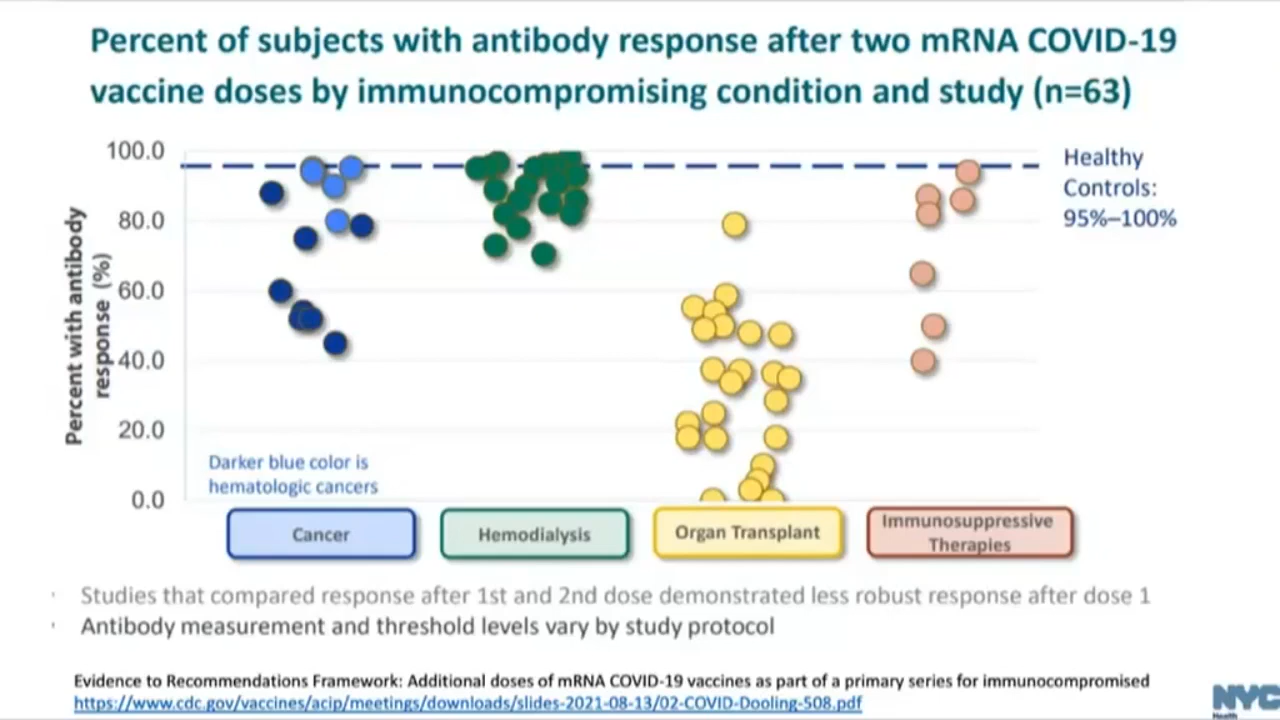 Percent of subjects with antibody response after two mRNA COVID-19
vaccine doses by immunocompromising condition and study (n=63)
Percent with antibody
response (%)
100.0
80.0
60.0
40.0
20.0
0.0
Healthy
Controls:
95%–100%
Darker blue color is
hematologic cancers
Cancer
Hemodialysis
Organ Transplant
Immunosuppressive
Therapies
Studies that compared response after 1st and 2nd dose demonstrated less robust response after dose 1
Antibody measurement and threshold levels vary by study protocol
Evidence to Recommendations Framework: Additional doses of mRNA COVID-19 vaccines as part of a primary series for immunocompromised
https://www.cdc.gov/vaccines/acip/meetings/downloads/slides-2021-08-13/02-COVID-Dooling-508.pdf
NYC
Health